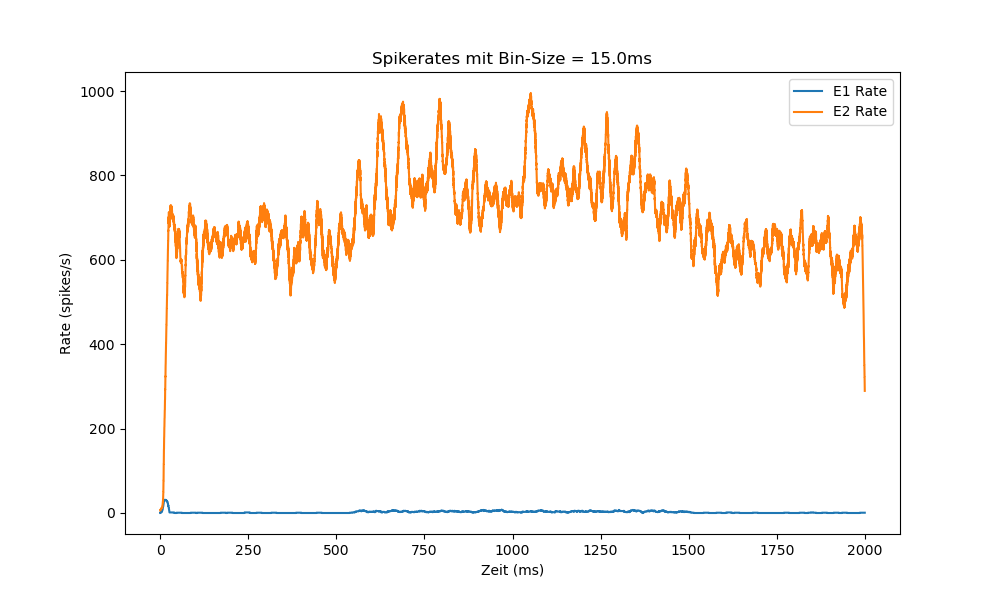 Spikerates mit Bin-Size = 15.0ms
E1 Rate
E2 Rate
Rate (spikes/s)
1000
800
600
400
200
0
0 250 500 750 1000 1250 1500 1750 2000
Zeit (ms)